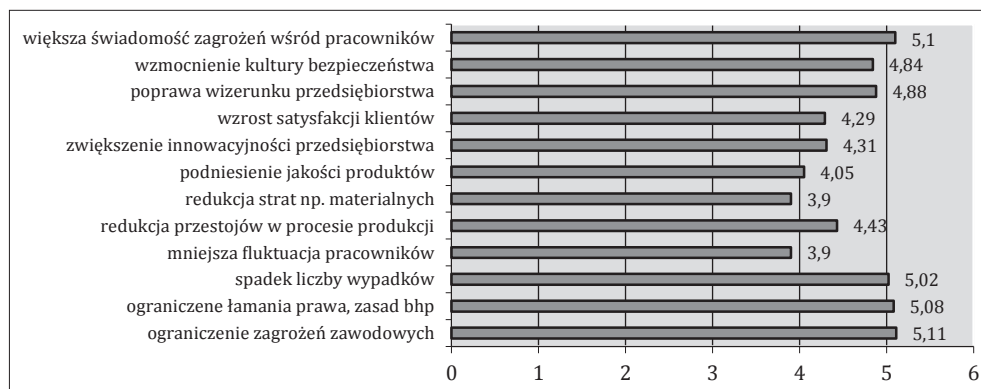 większa świadomość zagrożeń wśród pracowników 5,1
wzmocnienie kultury bezpieczeństwa 4,84
poprawa wizerunku przedsiębiorstwa 4,88
wzrost satysfakcji klientów 4,29
zwiększenie innowacyjności przedsiębiorstwa 4,31
podniesienie jakości produktów 4,05
redukcja strat np. materialnych 3,9
redukcja przestojów w procesie produkcji 4,43
mniejsza fluktuacja pracowników 3,9
spadek liczby wypadków 5,02
ograniczene łamania prawa, zasad bhp 5,08
ograniczenie zagrożeń zawodowych 5,11
0 1 2 3 4 5 6